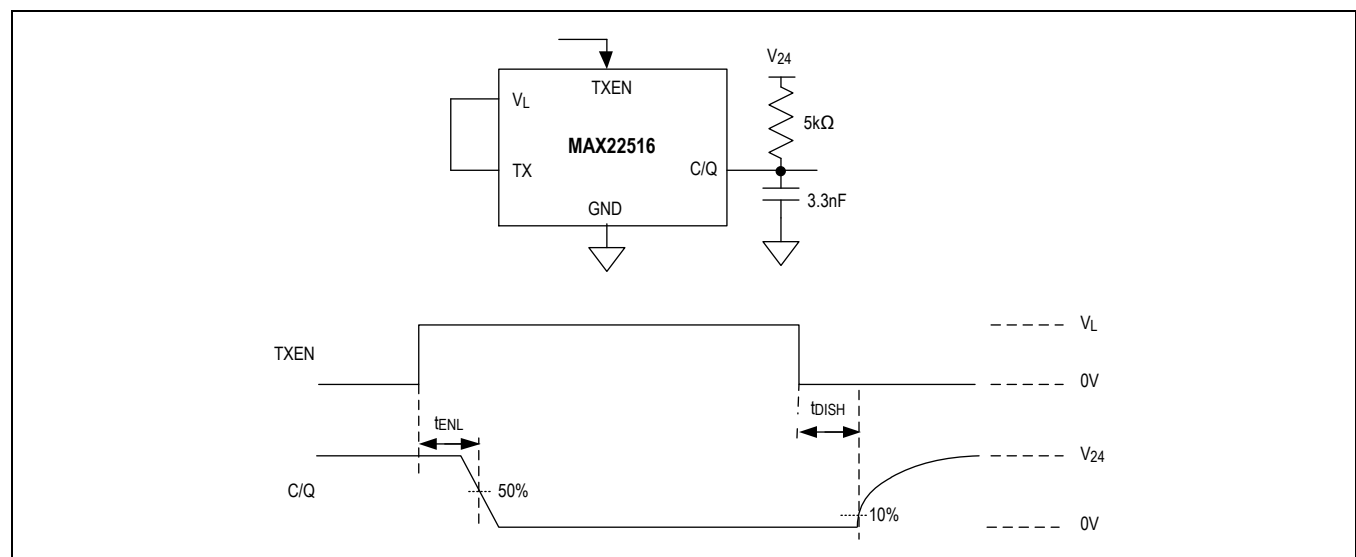 V24
TXEN
VL
5kΩ
MAX22516
TX
C/Q
3.3nF
GND
VL
TXEN
0V
tENL
tDISH
V24
C/Q
50%
10%
0V